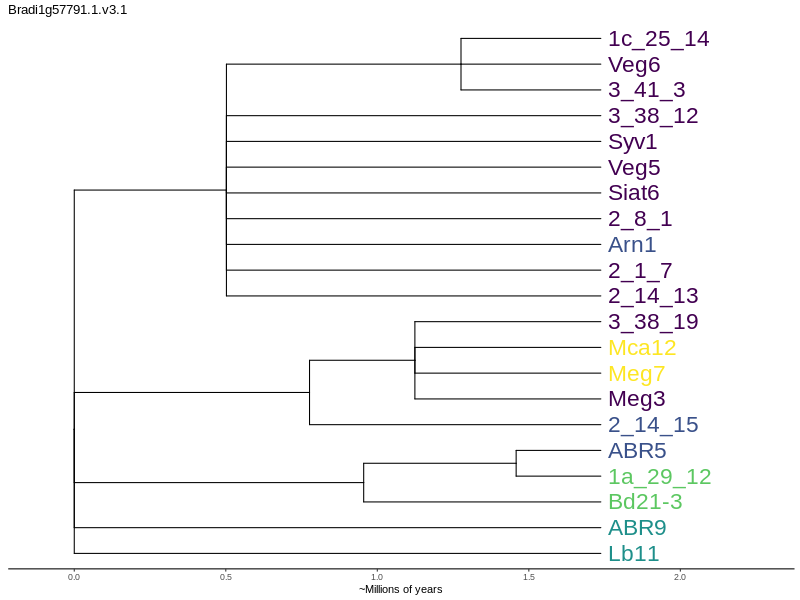 Bradi1g57791.1.v3.1
1c_25_14
Veg6
3_41_3
3_38_12
Syv1
Veg5
Siat6
2_8_1
Arn1
2_1_7
2_14_13
3_38_19
Mca12
Meg7
Meg3
2_14_15
ABR5
1a_29_12
Bd21-3
ABR9
Lb11
0.0 0.5 1.0 1.5 2.0
~Millions of years